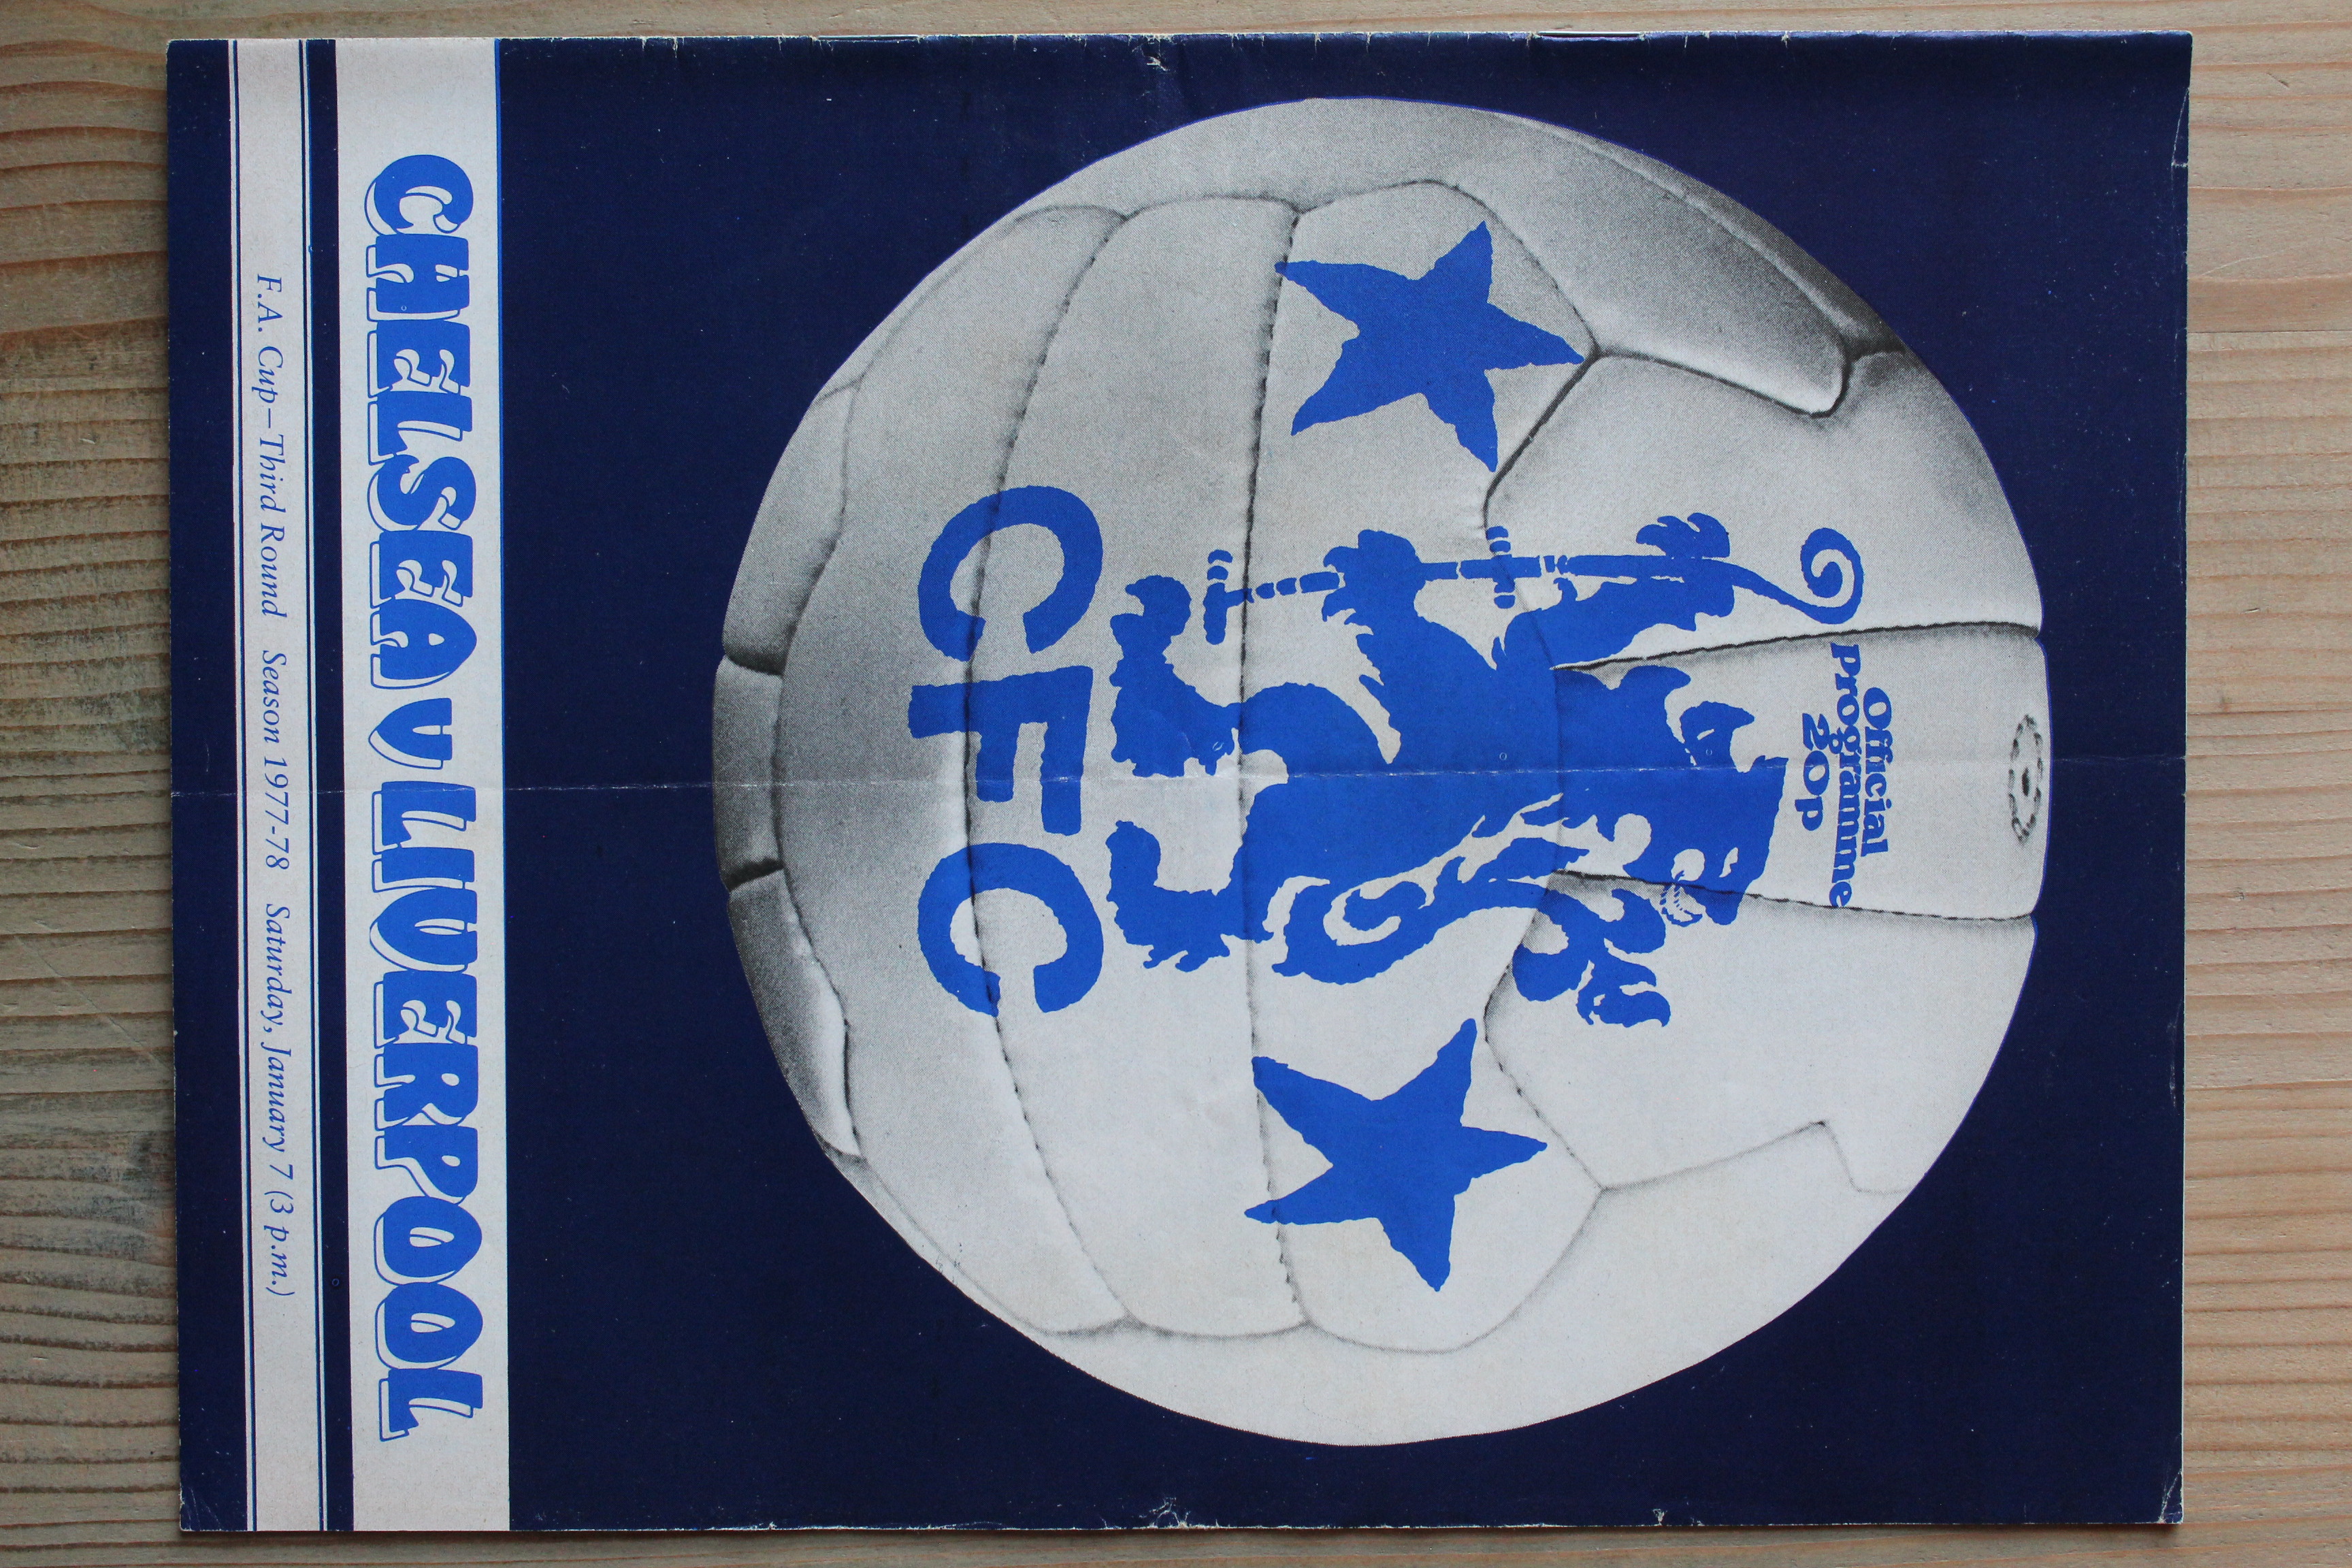 Official
programme
20p
CFC
CHELSEA v LIVERPOOL
F.A. Cup—Third Round Season 1977-78 Saturday, January 7 (3 p.m.)